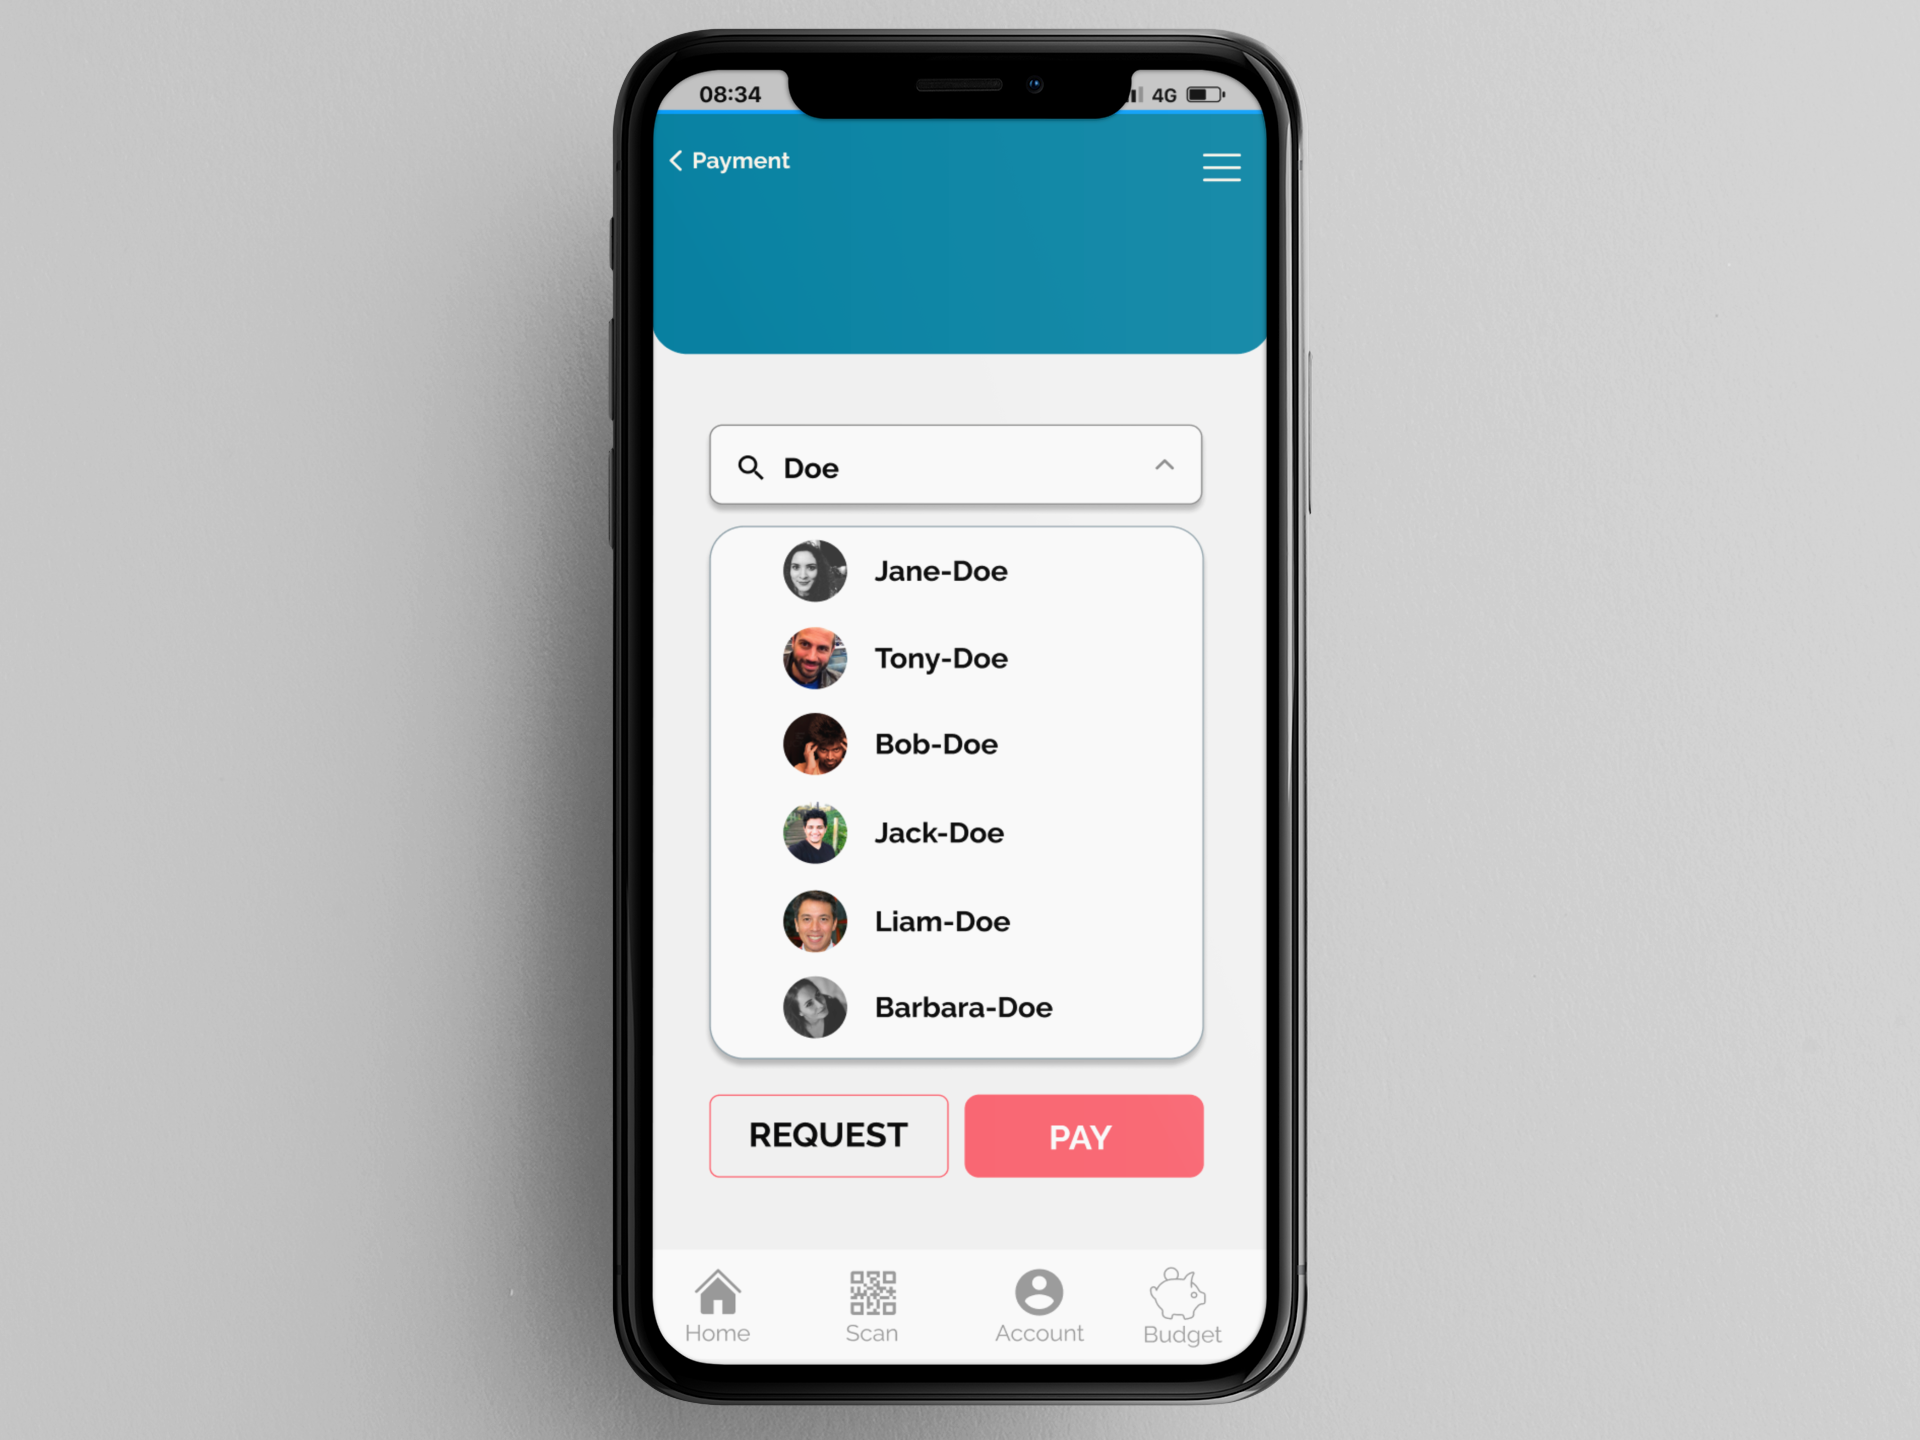 08:34
4G
Payment
Doe
Jane-Doe
Tony-Doe
Bob-Doe
Jack-Doe
Liam-Doe
Barbara-Doe
REQUEST PAY
Home Scan Account Budget